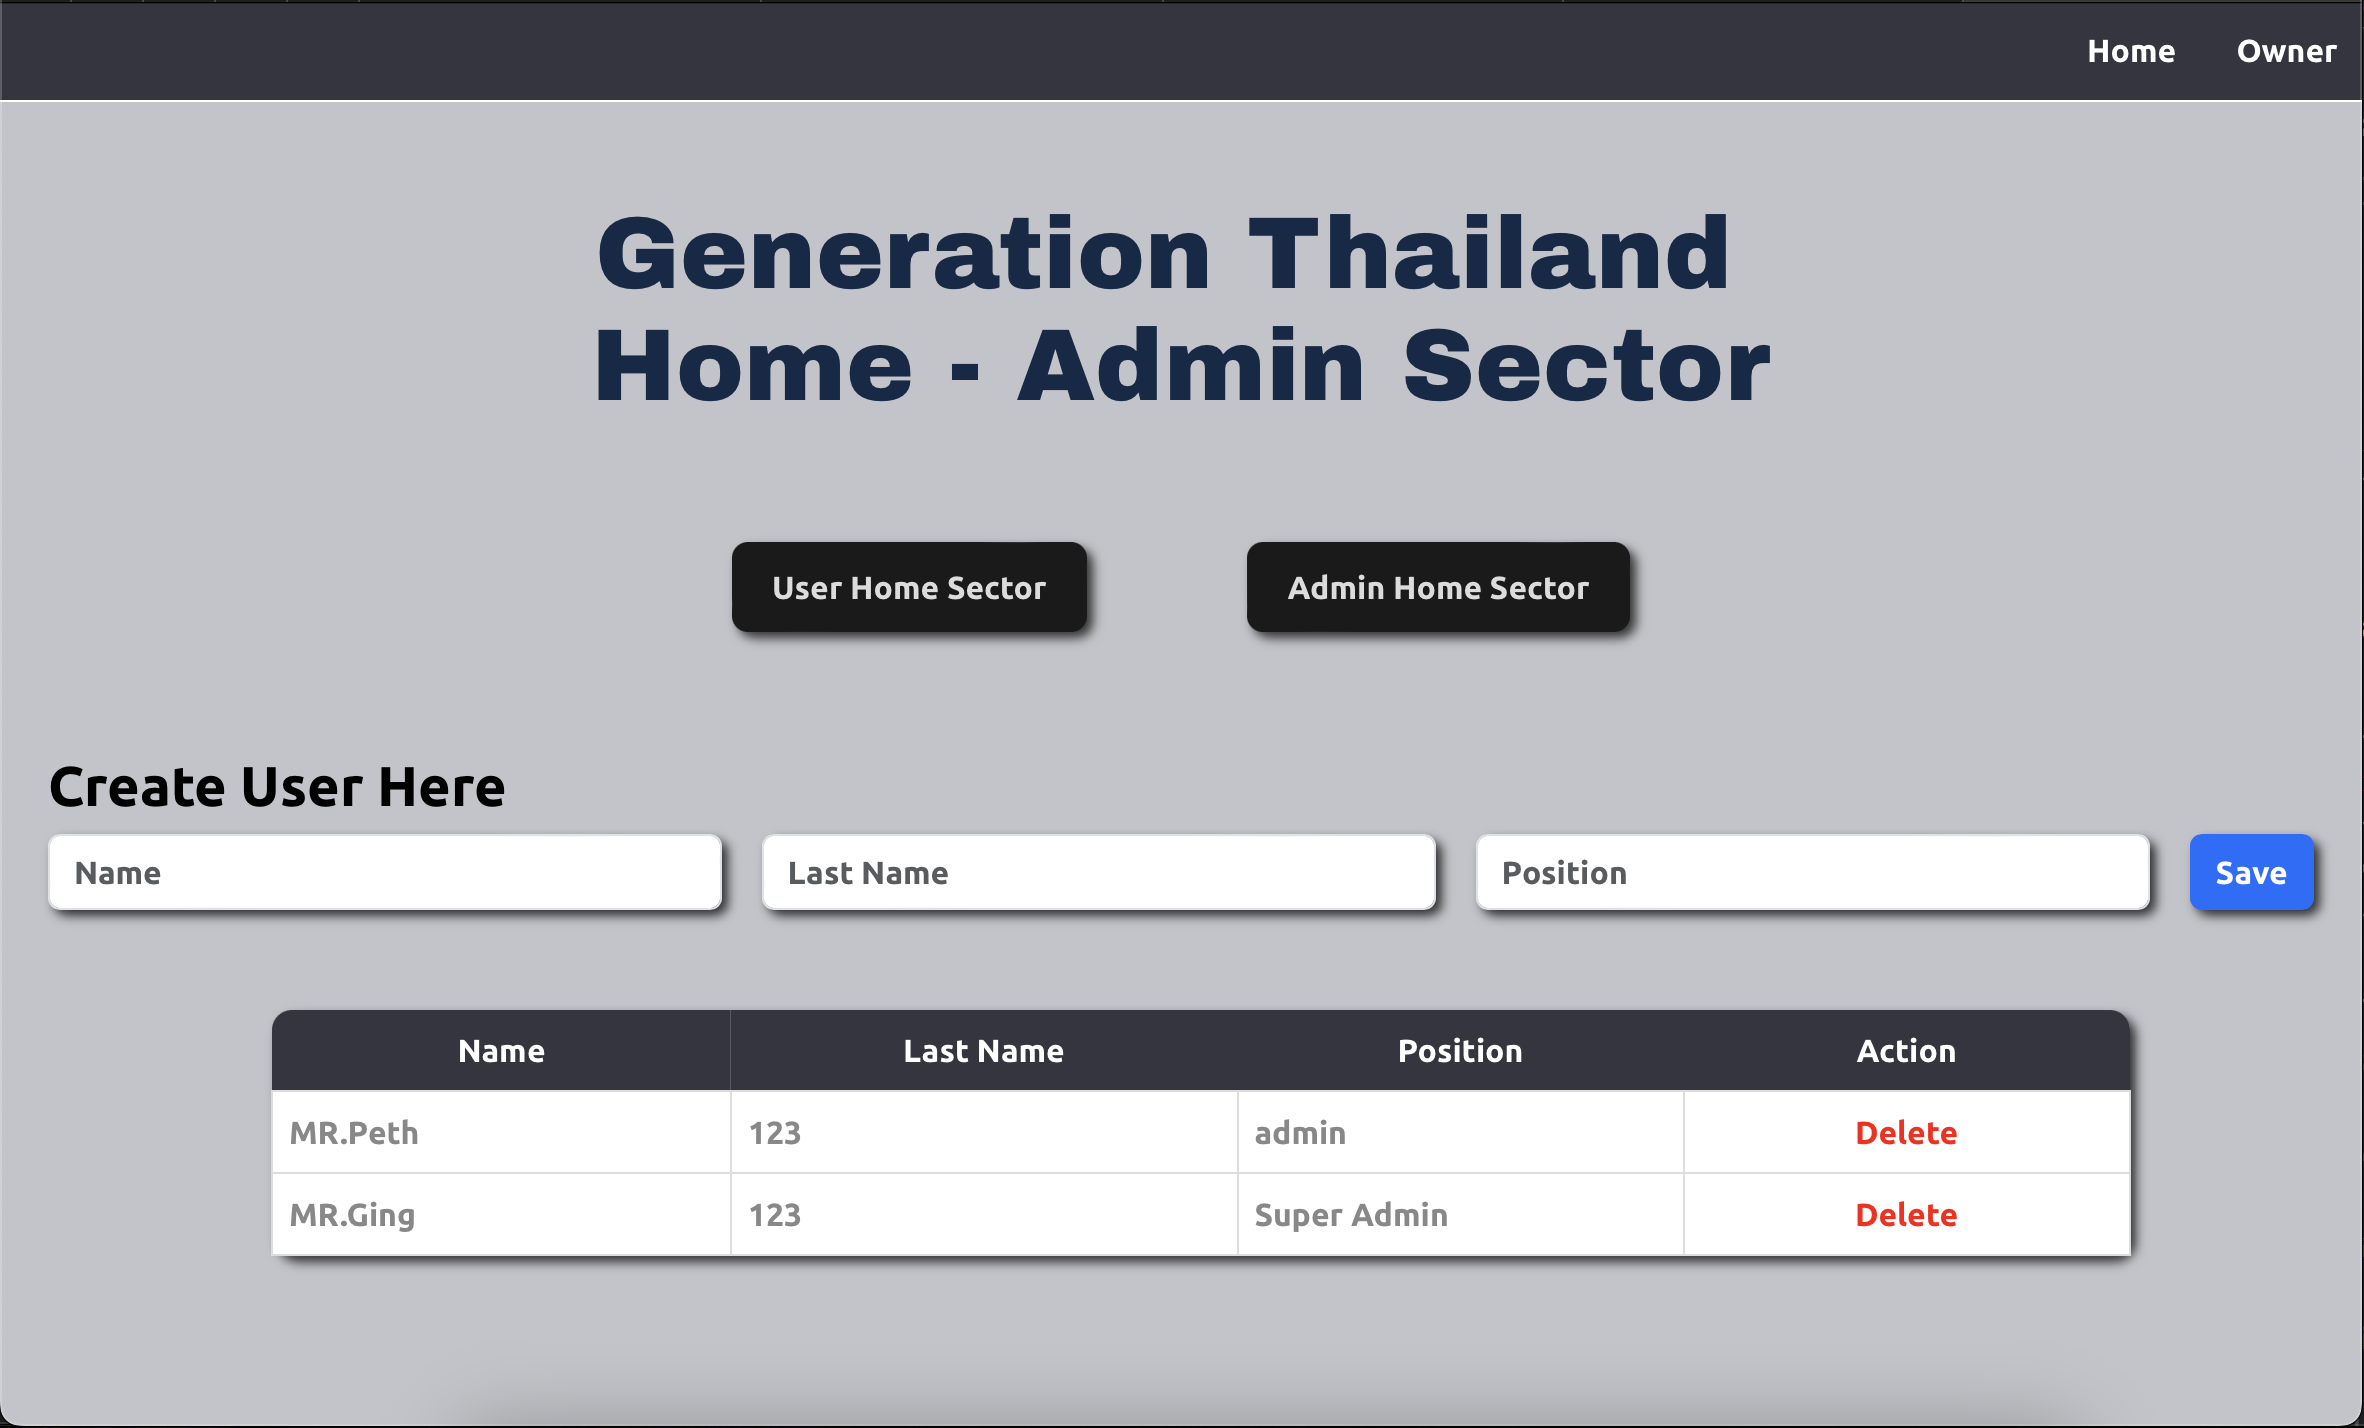 Home Owner
Generation Thailand
Home - Admin Sector
User Home Sector Admin Home Sector
Create User Here
Name Last Name Position Save
Name Last Name Position Action
MR.Peth 123 admin Delete
MR.Ging 123 Super Admin Delete